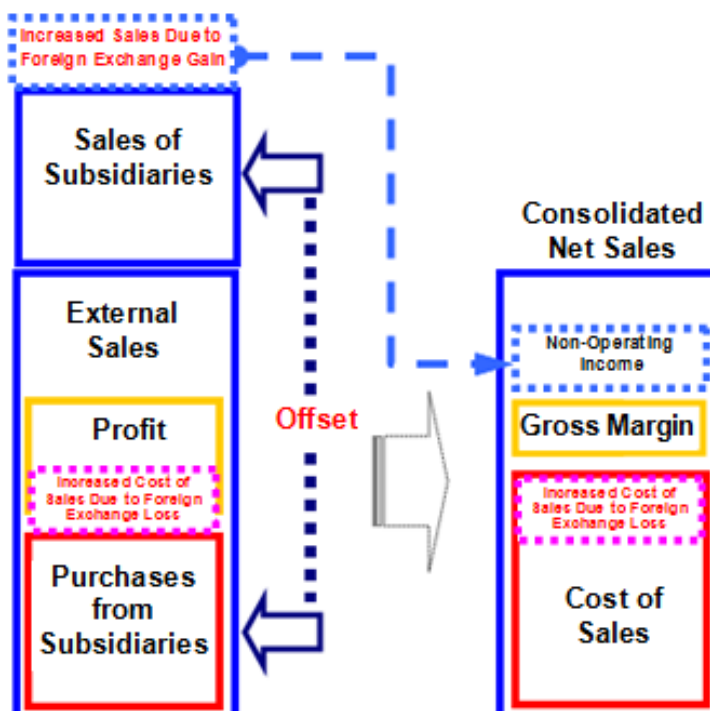 Increased Sales Due to
Foreign Exchange Gain
Sales of
Subsidiaries
External
Sales
Profit
Increased Cost of
Sales Due to Foreign
Exchange Loss
Purchases
from
Subsidiaries
Offset
Consolidated
Net Sales
Non-Operating
Income
Gross Margin
Increased Cost of
Sales Due to Foreign
Exchange Loss
Cost of
Sales